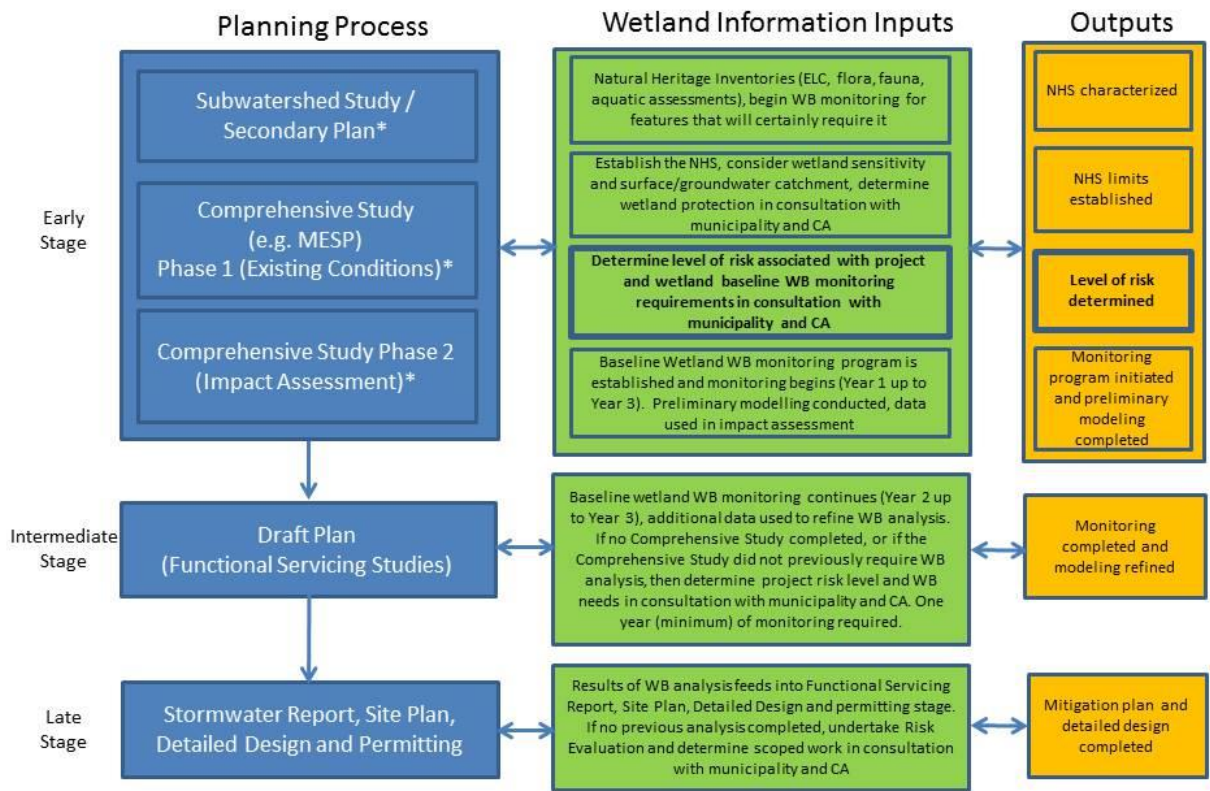 Planning Process
Wetland Information Inputs
Outputs
Early
Stage
Subwatershed Study /
Secondary Plan*
Comprehensive Study
(e.g. MESP)
Phase 1 (Existing Conditions)*
Comprehensive Study Phase 2
(Impact Assessment)*
Natural Heritage Inventories (ELC, flora, fauna,
aquatic assessments), begin WB monitoring for
features that will certainly require it
Establish the NHS, consider wetland sensitivity
and surface/groundwater catchment, determine
wetland protection in consultation with
municipality and CA
Determine level of risk associated with project
and wetland baseline WB monitoring
requirements in consultation with
municipality and CA
Baseline Wetland WB monitoring program is
established and monitoring begins (Year 1 up to
Year 3). Preliminary modelling conducted, data
used in impact assessment
NHS characterized
NHS limits
established
Level of risk
determined
Monitoring
program initiated
and preliminary
modeling
completed
Intermediate
Stage
Draft Plan
(Functional Servicing Studies)
Baseline wetland WB monitoring continues (Year 2 up
to Year 3), additional data used to refine WB analysis.
If no Comprehensive Study completed, or if the
Comprehensive Study did not previously require WB
analysis, then determine project risk level and WB
needs in consultation with municipality and CA. One
year (minimum) of monitoring required.
Monitoring
completed and
modeling refined
Late
Stage
Stormwater Report, Site Plan,
Detailed Design and Permitting
Results of WB analysis feeds into Functional Servicing
Report, Site Plan, Detailed Design and permitting stage.
If no previous analysis completed, undertake Risk
Evaluation and determine scoped work in consultation
with municipality and CA
Mitigation plan and
detailed design
completed